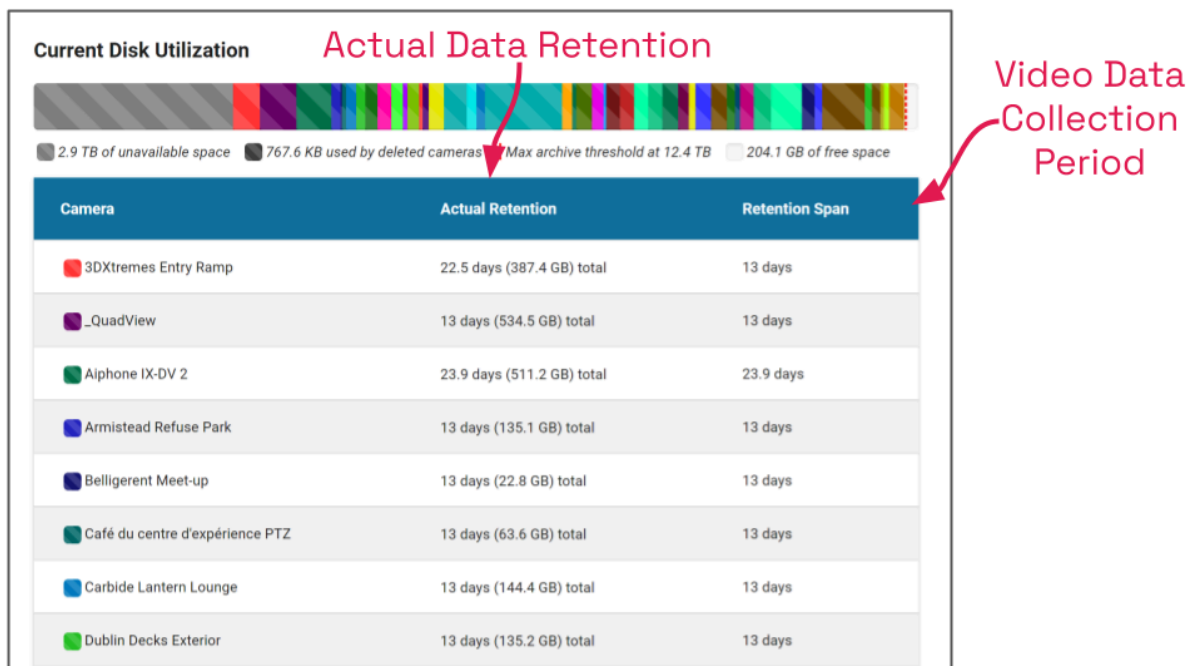 Current Disk Utilization
Actual Data Retention
Video Data
Collection
Period
2.9 TB of unavailable space 767.6 KB used by deleted cameras Max archive threshold at 12.4 TB 204.1 GB of free space
Camera Actual Retention Retention Span
3DXtremes Entry Ramp 22.5 days (387.4 GB) total 13 days
_QuadView 13 days (534.5 GB) total 13 days
Aiphone IX-DV 2 23.9 days (511.2 GB) total 23.9 days
Armistead Refuse Park 13 days (135.1 GB) total 13 days
Belligerent Meet-up 13 days (22.8 GB) total 13 days
Café du centre d'expérience PTZ 13 days (63.6 GB) total 13 days
Carbide Lantern Lounge 13 days (144.4 GB) total 13 days
Dublin Decks Exterior 13 days (135.2 GB) total 13 days